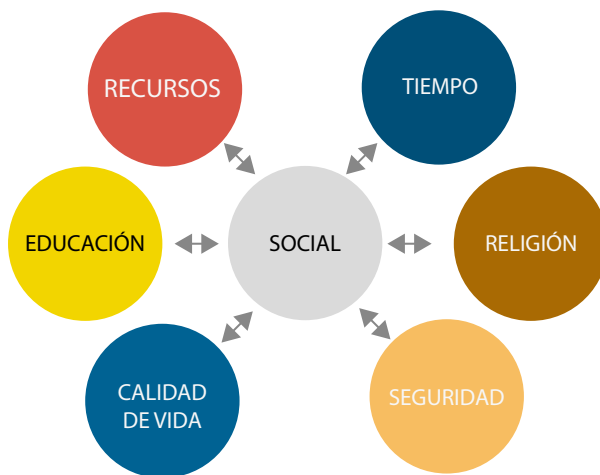 RECURSOS
TIEMPO
EDUCACIÓN
SOCIAL
RELIGIÓN
CALIDAD
DE VIDA
SEGURIDAD